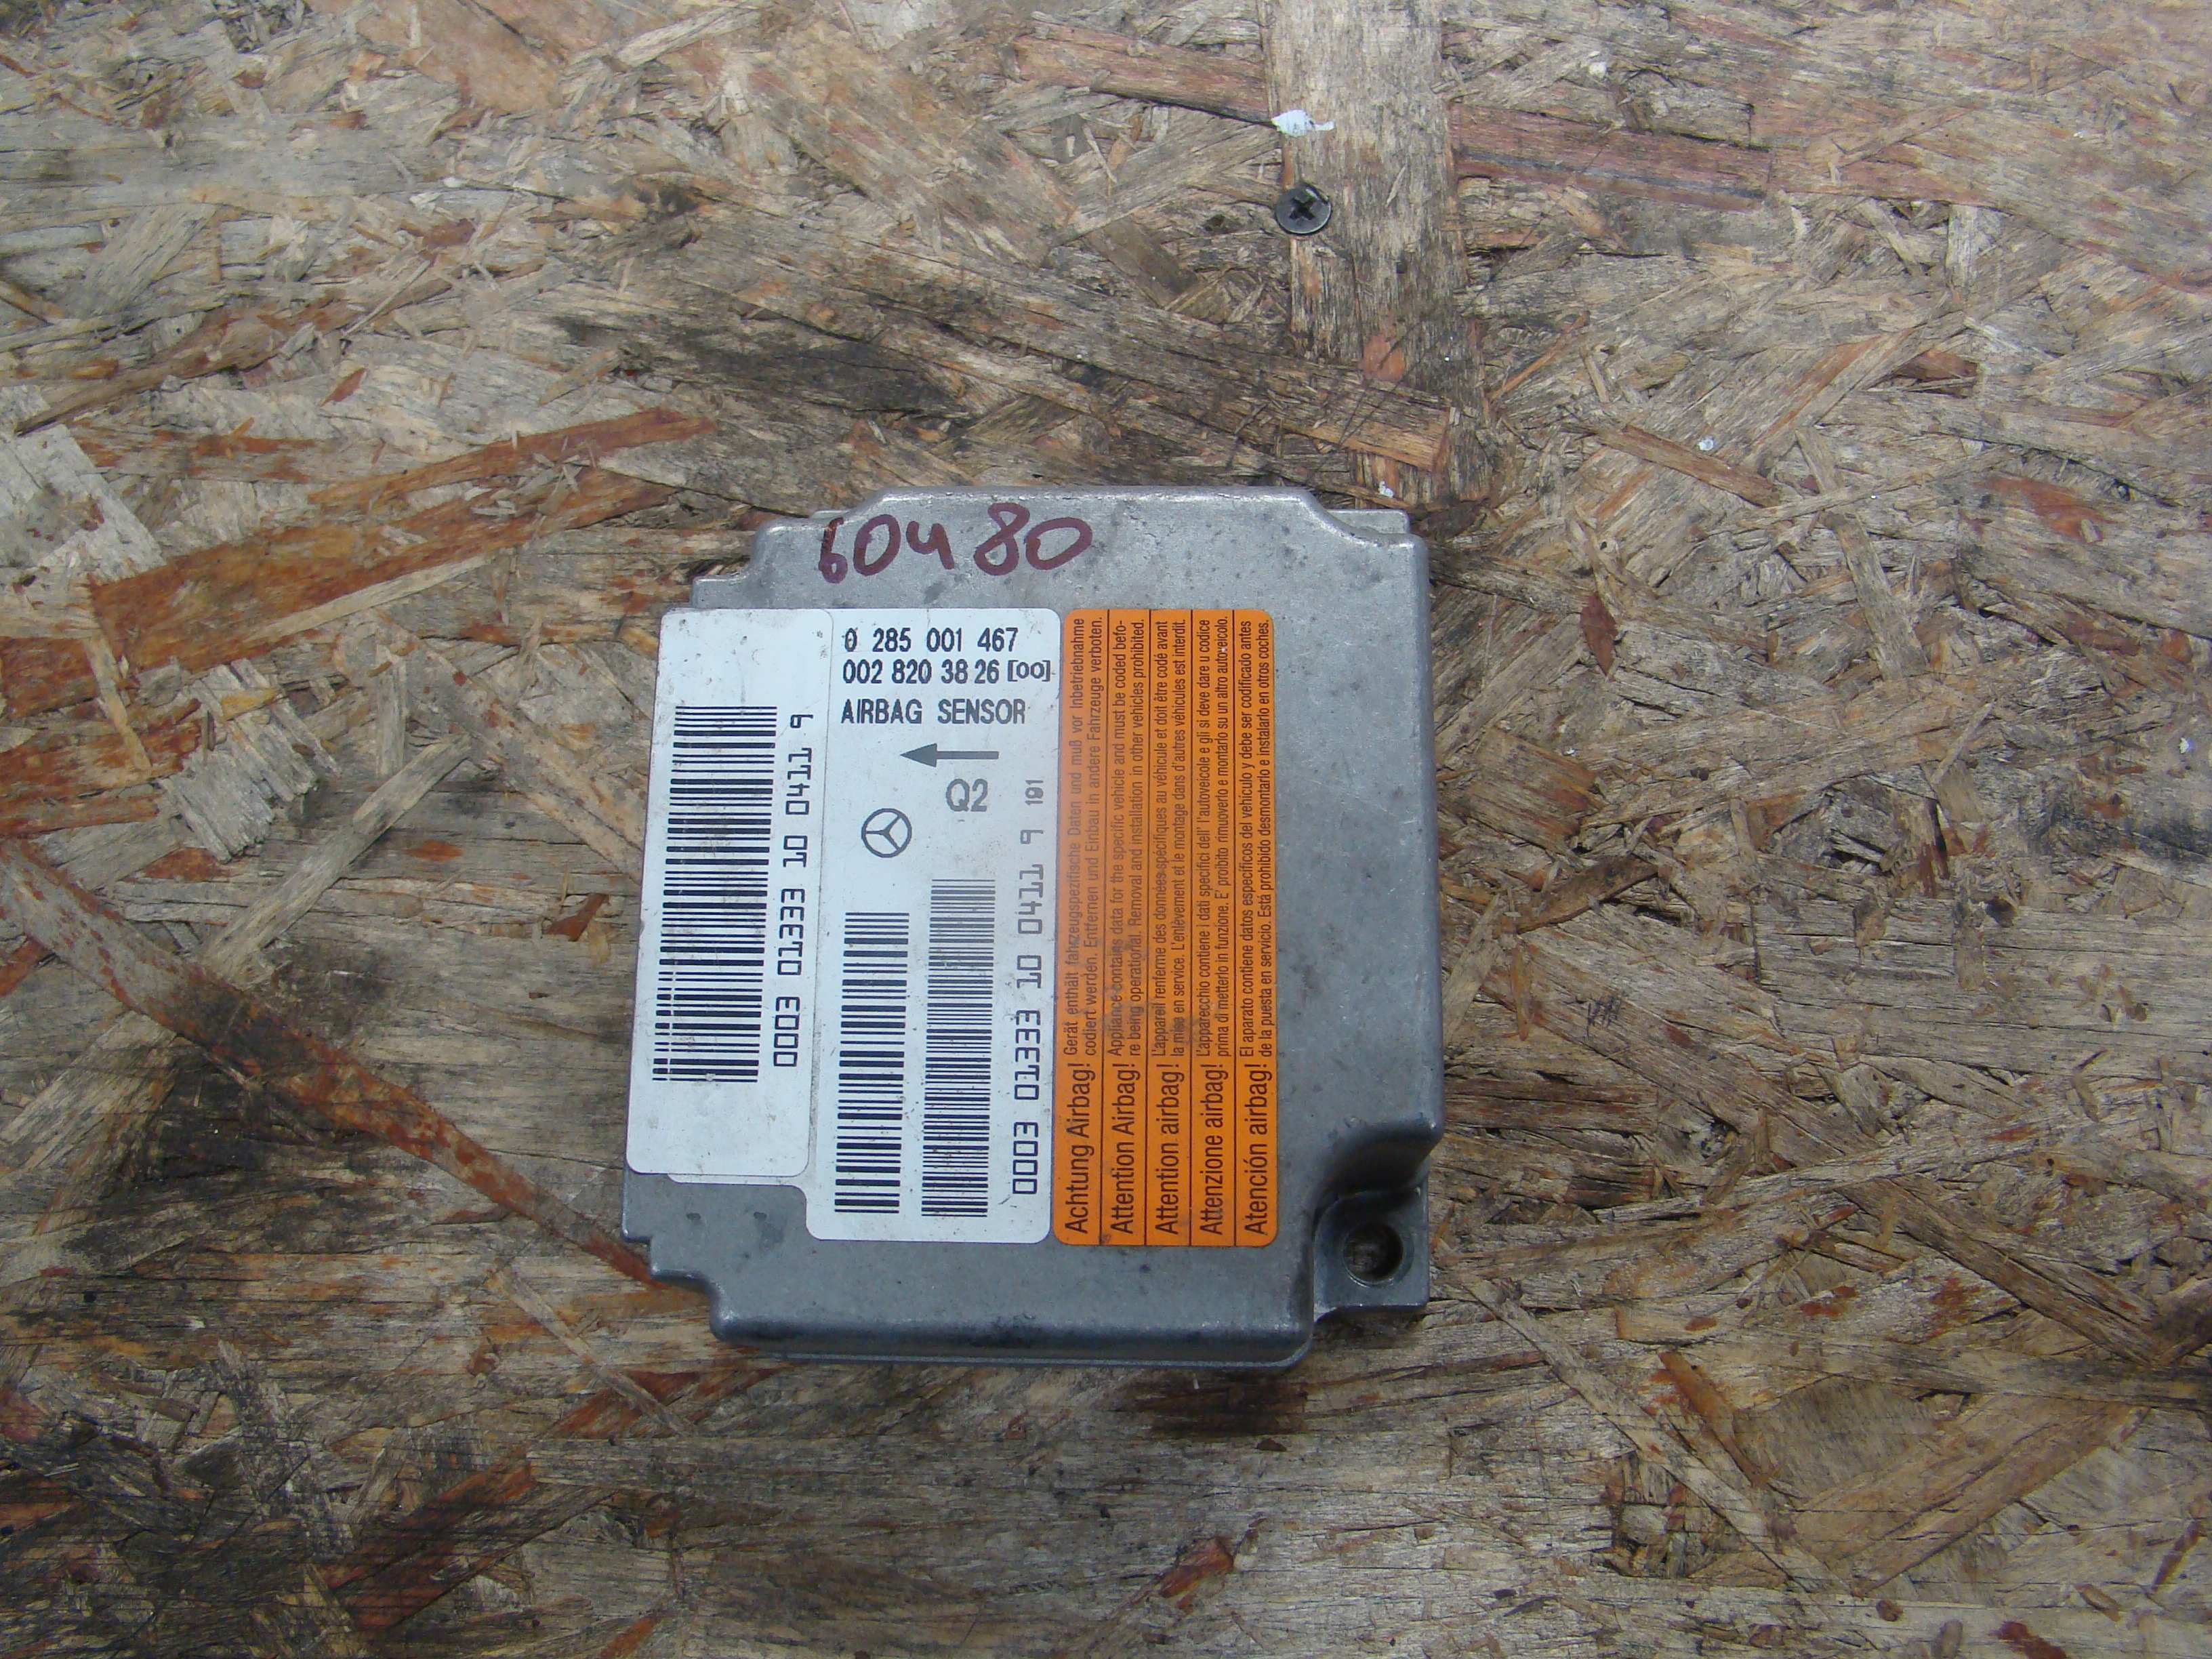 60480
0 285 001 467
002 820 38 26 [00]
AIRBAG SENSOR
Q2
0003 01333 10 0411 9
0003 01333 10 0411 9 191
Achtung Airbag! Gerät enthält fahrzeugspezifische Daten und muß vor Inbetriebnahme
codiert werden. Entfernen und Einbau in andere Fahrzeuge verboten.
Attention Airbag! Appliance contains data for the specific vehicle and must be coded befo-
re being operational. Removal and installation in other vehicles prohibited.
Attention airbag! L'appareil renferme des donnees specifiques au véhicule et doit être codé avant
la mise en service. L'enlèvement et le montage dans d'autres véhicules est interdit.
Attenzione airbag! L'apparecchio contiene i dati specifici dell' l'autoveicole e gli si deve dare u codice
prima di metterlo in funzione. E' proibito rimuoverlo e montarlo su un altro autoveicolo.
Atención airbag! El aparato contiene datos específicos del vehículo y debe ser codificado antes
de la puesta en servicio. Está prohibido desmontarlo e instalarlo en otros coches.